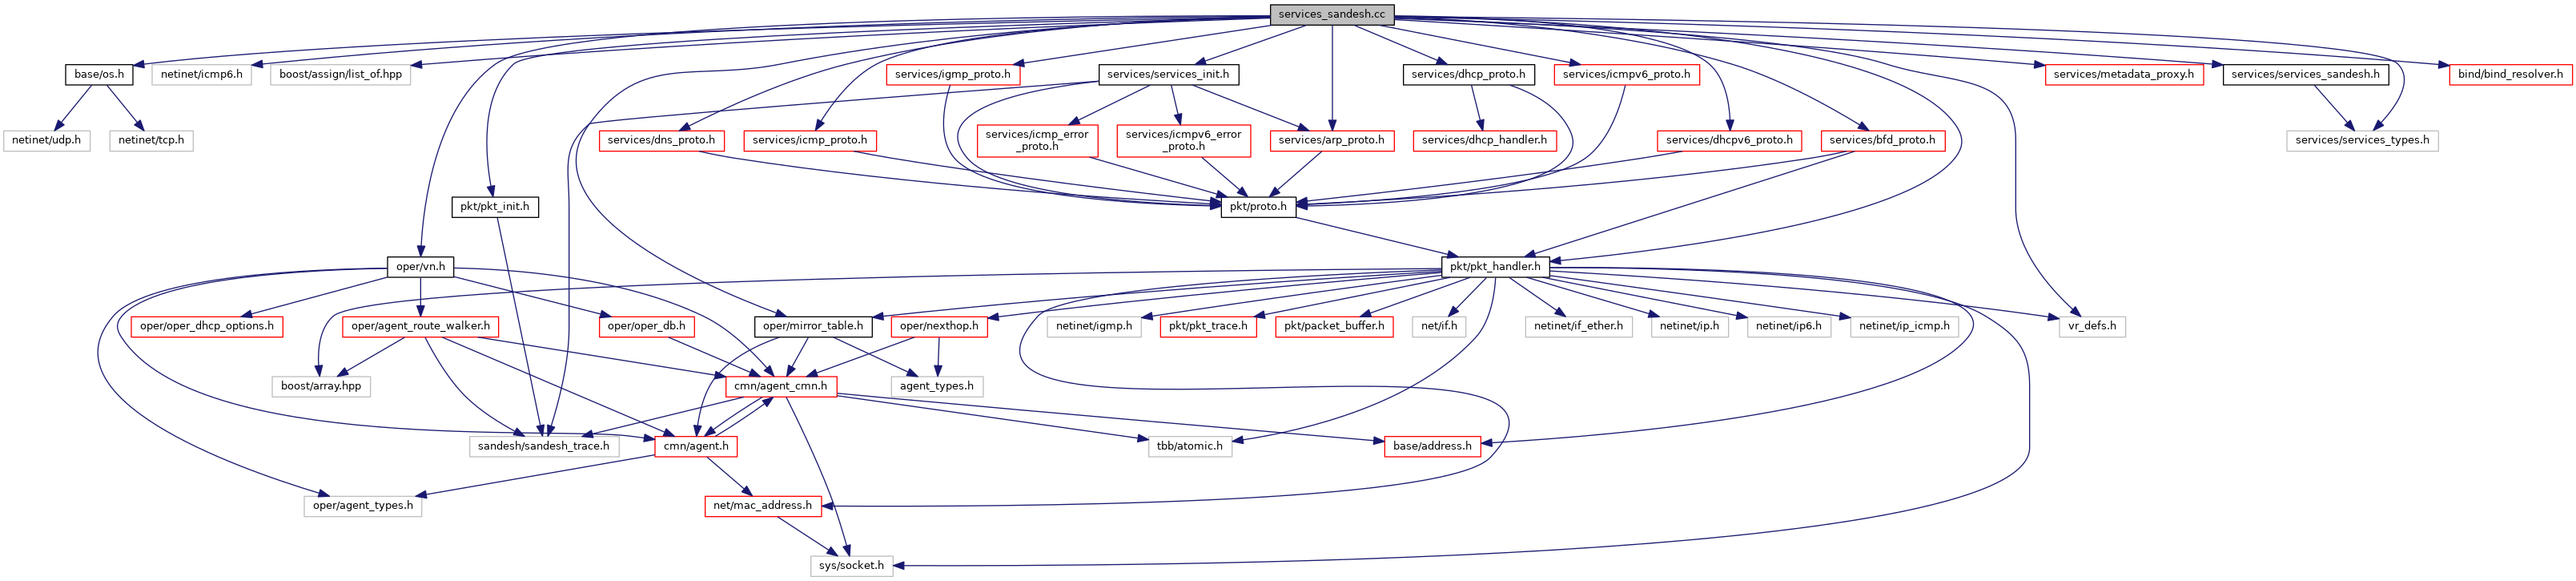 services_sandesh.cc
base/os.h
netinet/icmp6.h
boost/assign/list_of.hpp
services/igmp_proto.h
services/services_init.h
services/dhcp_proto.h
services/icmpv6_proto.h
services/metadata_proxy.h
services/services_sandesh.h
bind/bind_resolver.h
netinet/udp.h
netinet/tcp.h
services/dns_proto.h
services/icmp_proto.h
services/icmp_error
_proto.h
services/icmpv6_error
_proto.h
services/arp_proto.h
services/dhcp_handler.h
services/dhcpv6_proto.h
services/bfd_proto.h
services/services_types.h
pkt/pkt_init.h
pkt/proto.h
oper/vn.h
pkt/pkt_handler.h
oper/oper_dhcp_options.h
oper/agent_route_walker.h
oper/oper_db.h
oper/mirror_table.h
oper/nexthop.h
netinet/igmp.h
pkt/pkt_trace.h
pkt/packet_buffer.h
net/if.h
netinet/if_ether.h
netinet/ip.h
netinet/ip6.h
netinet/ip_icmp.h
vr_defs.h
boost/array.hpp
cmn/agent_cmn.h
agent_types.h
sandesh/sandesh_trace.h
cmn/agent.h
tbb/atomic.h
base/address.h
oper/agent_types.h
net/mac_address.h
sys/socket.h